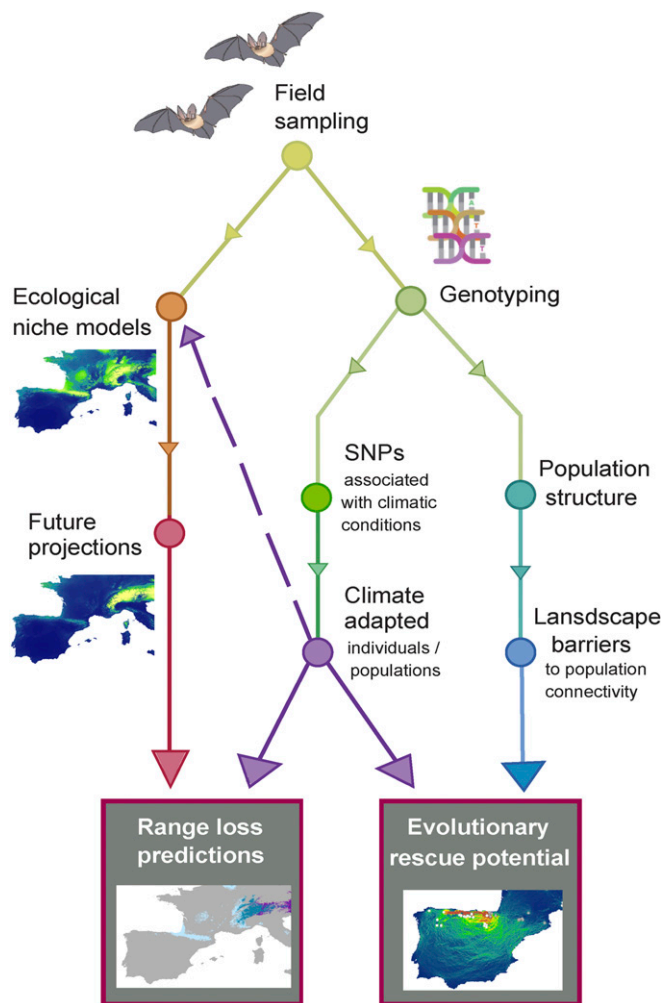 Field
sampling
Genotyping
Ecological
niche models
SNPs
associated
with climatic
conditions
Population
structure
Future
projections
Climate
adapted
individuals /
populations
Lansdscape
barriers
to population
connectivity
Range loss
predictions
Evolutionary
rescue potential